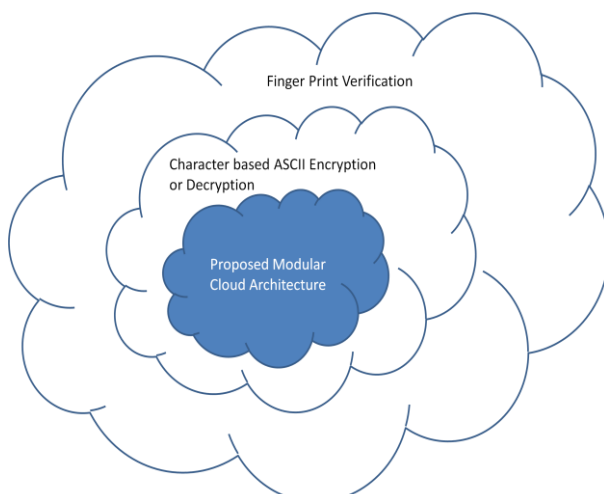 Finger Print Verification
Character based ASCII Encryption
or Decryption
Proposed Modular
Cloud Architecture